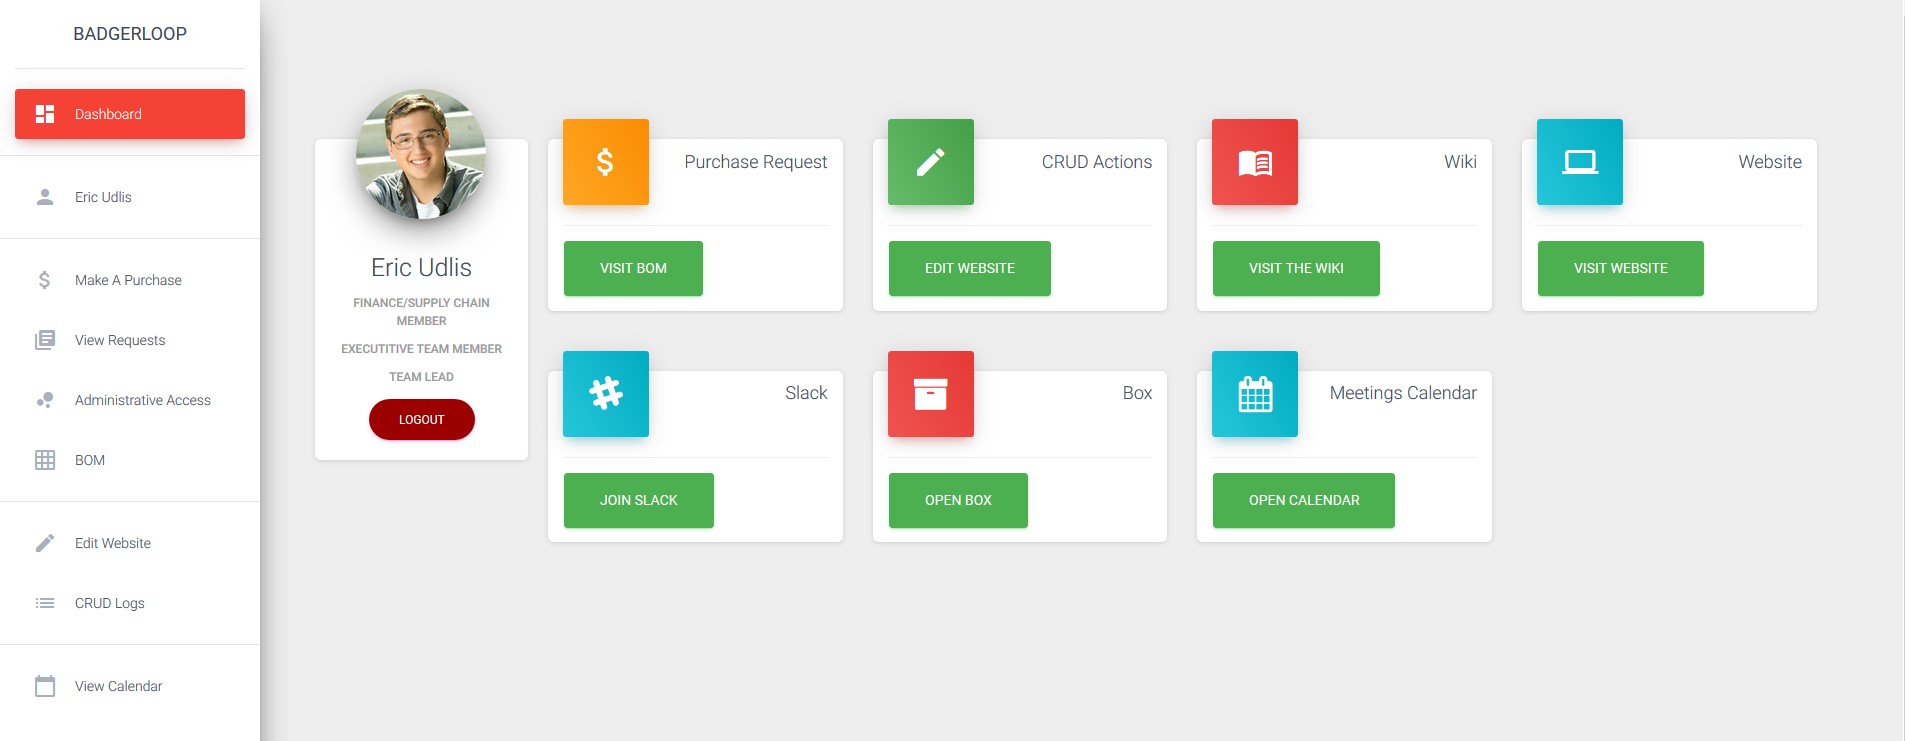 BADGERLOOP
Dashboard
Eric Udlis
Make A Purchase
View Requests
Administrative Access
BOM
Edit Website
CRUD Logs
View Calendar
Eric Udlis
FINANCE/SUPPLY CHAIN
MEMBER
EXECUTITIVE TEAM MEMBER
TEAM LEAD
LOGOUT
$
Purchase Request
VISIT BOM
CRUD Actions
EDIT WEBSITE
Wiki
VISIT THE WIKI
Website
VISIT WEBSITE
Slack
JOIN SLACK
Box
OPEN BOX
Meetings Calendar
OPEN CALENDAR